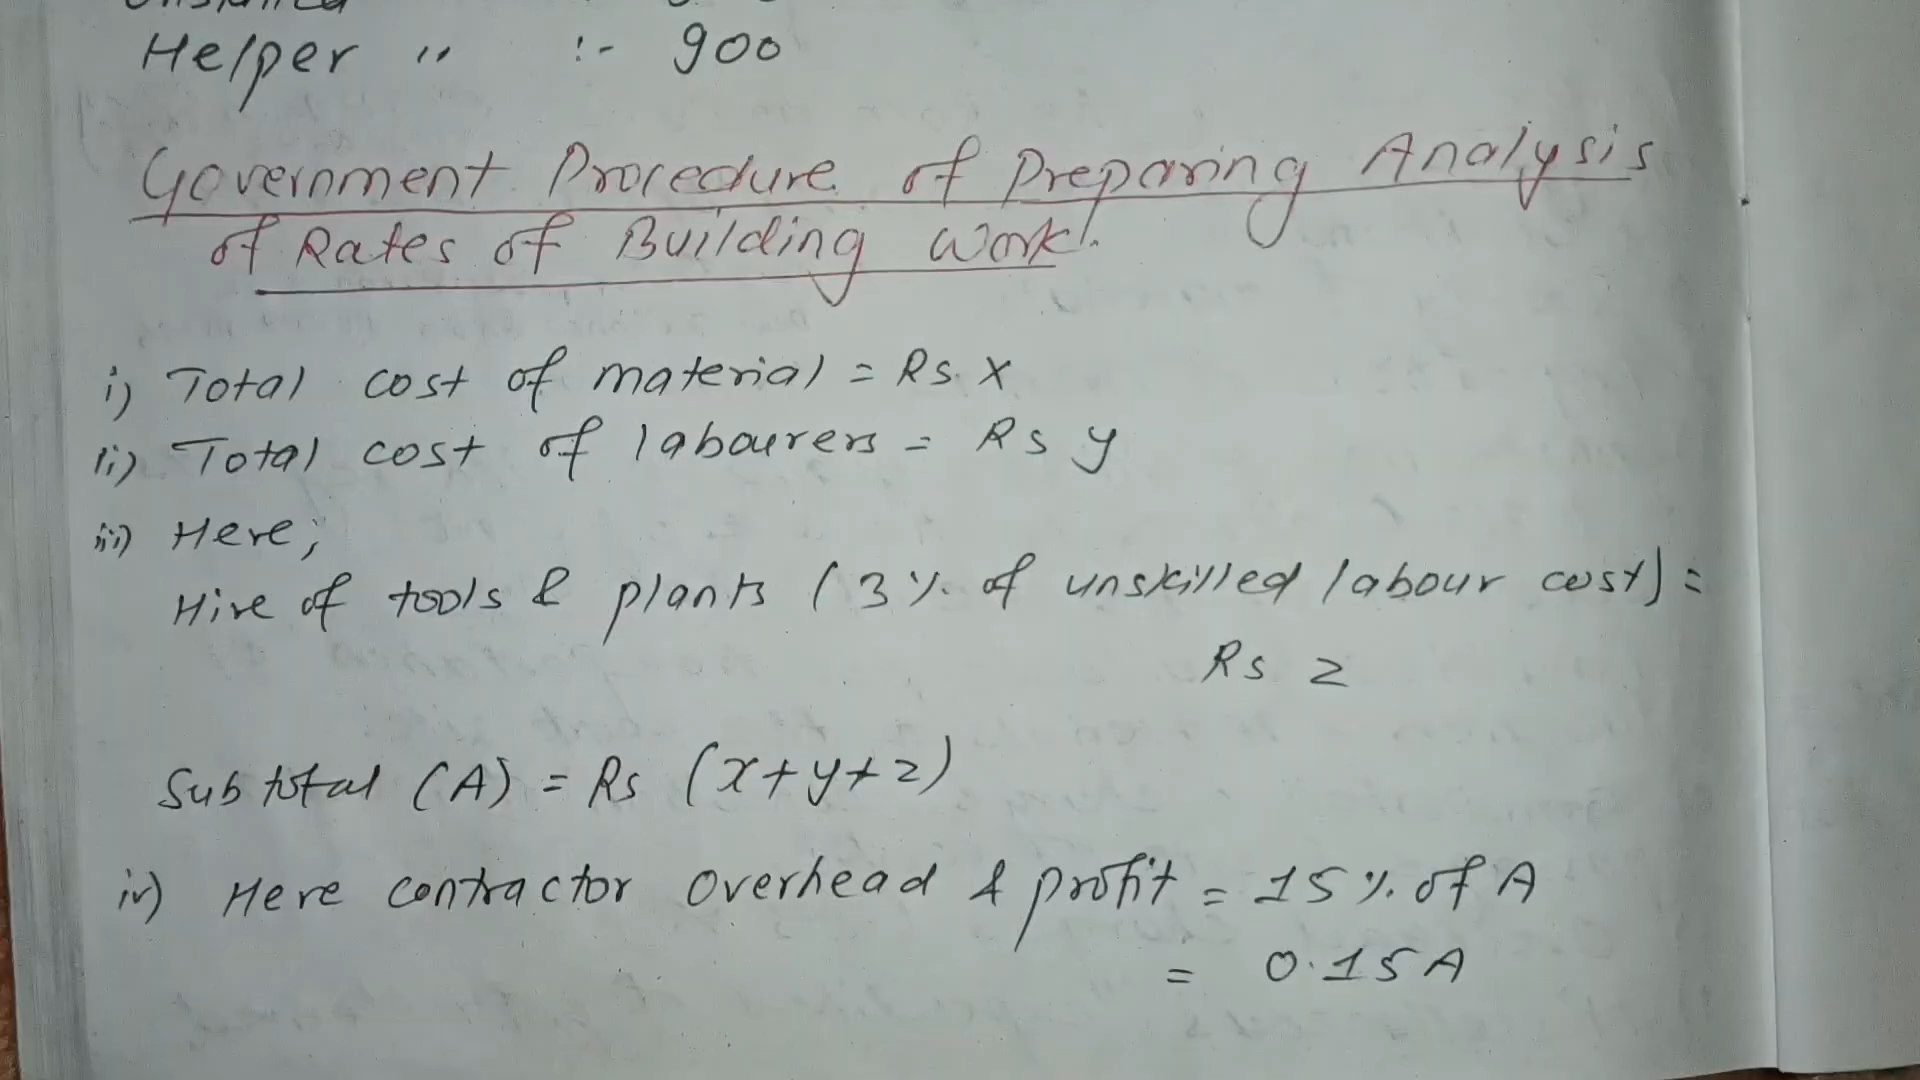 Helper " :- 900
Government Procedure of Preparing Analysis
of Rates of Building Work.
i) Total cost of material = Rs. X
ii) Total cost of labourers = Rs y
iii) Here;
Hire of tools & plants (3% of unskilled labour cost) =
Rs z
Sub total (A) = Rs (x+y+z)
iv) Here contractor overhead & profit = 15% of A
= 0.15A